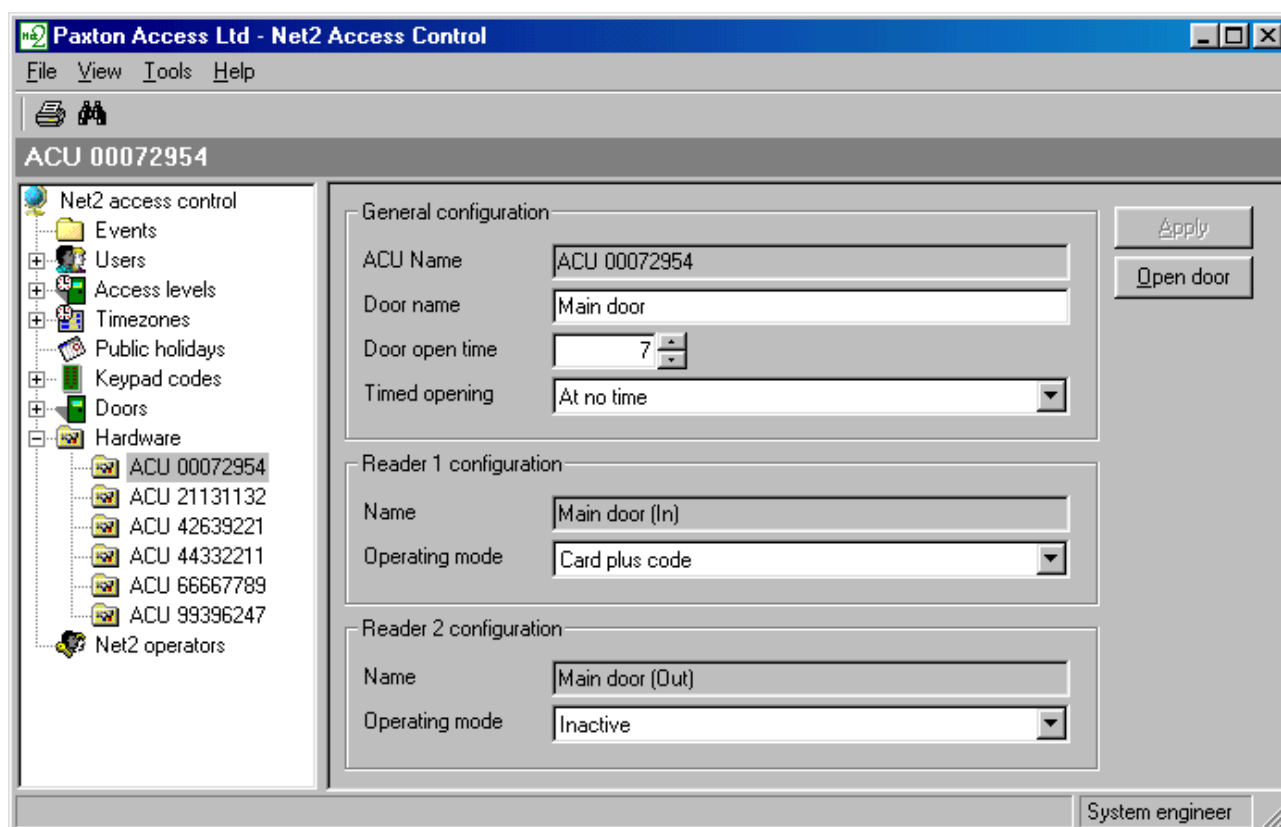 Paxton Access Ltd - Net2 Access Control
File View Tools Help
ACU 00072954
Net2 access control
Events
Users
Access levels
Timezones
Public holidays
Keypad codes
Doors
Hardware
ACU 00072954
ACU 21131132
ACU 42639221
ACU 44332211
ACU 66667789
ACU 99396247
Net2 operators
General configuration
ACU Name ACU 00072954
Door name Main door
Door open time 7
Timed opening At no time
Reader 1 configuration
Name Main door (In)
Operating mode Card plus code
Reader 2 configuration
Name Main door (Out)
Operating mode Inactive
Apply
Open door
System engineer